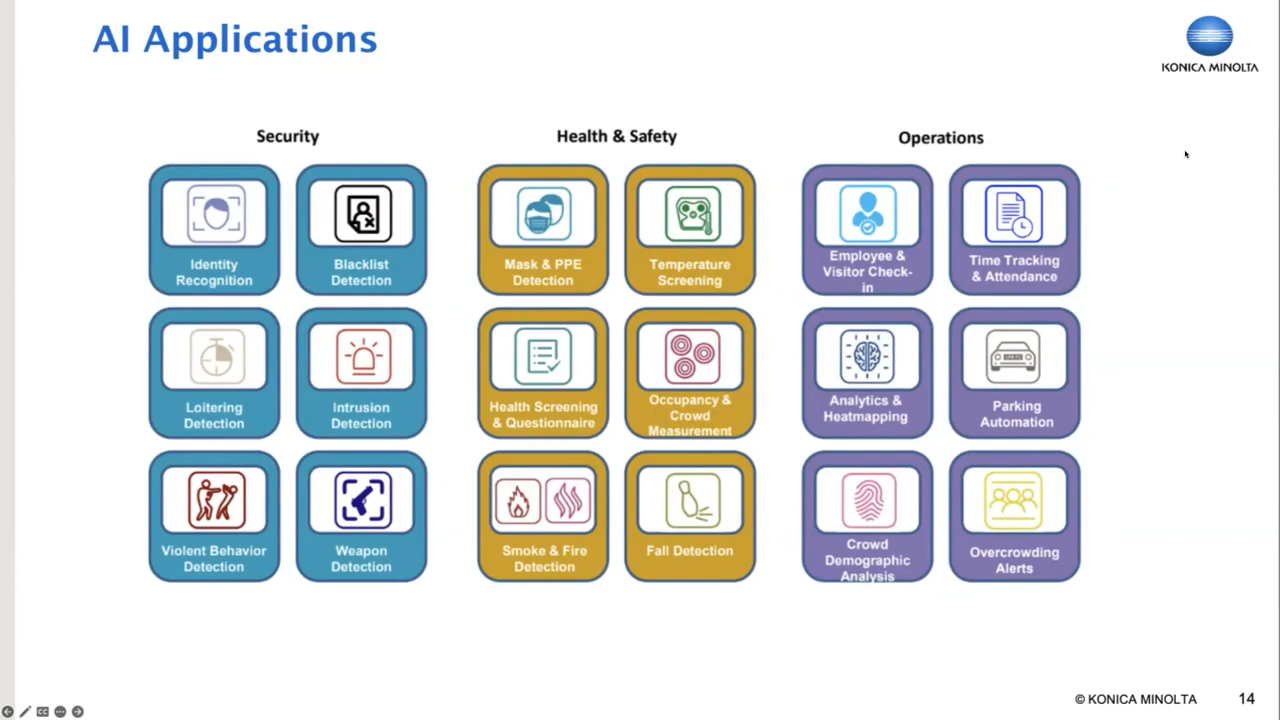 AI Applications
KONICA MINOLTA
Security
Health & Safety
Operations
Identity
Recognition
Blacklist
Detection
Mask & PPE
Detection
Temperature
Screening
Employee &
Visitor Check-
in
Time Tracking
& Attendance
Loitering
Detection
Intrusion
Detection
Health Screening
& Questionnaire
Occupancy &
Crowd
Measurement
Analytics &
Heatmapping
Parking
Automation
Violent Behavior
Detection
Weapon
Detection
Smoke & Fire
Detection
Fall Detection
Crowd
Demographic
Analysis
Overcrowding
Alerts
© KONICA MINOLTA
14